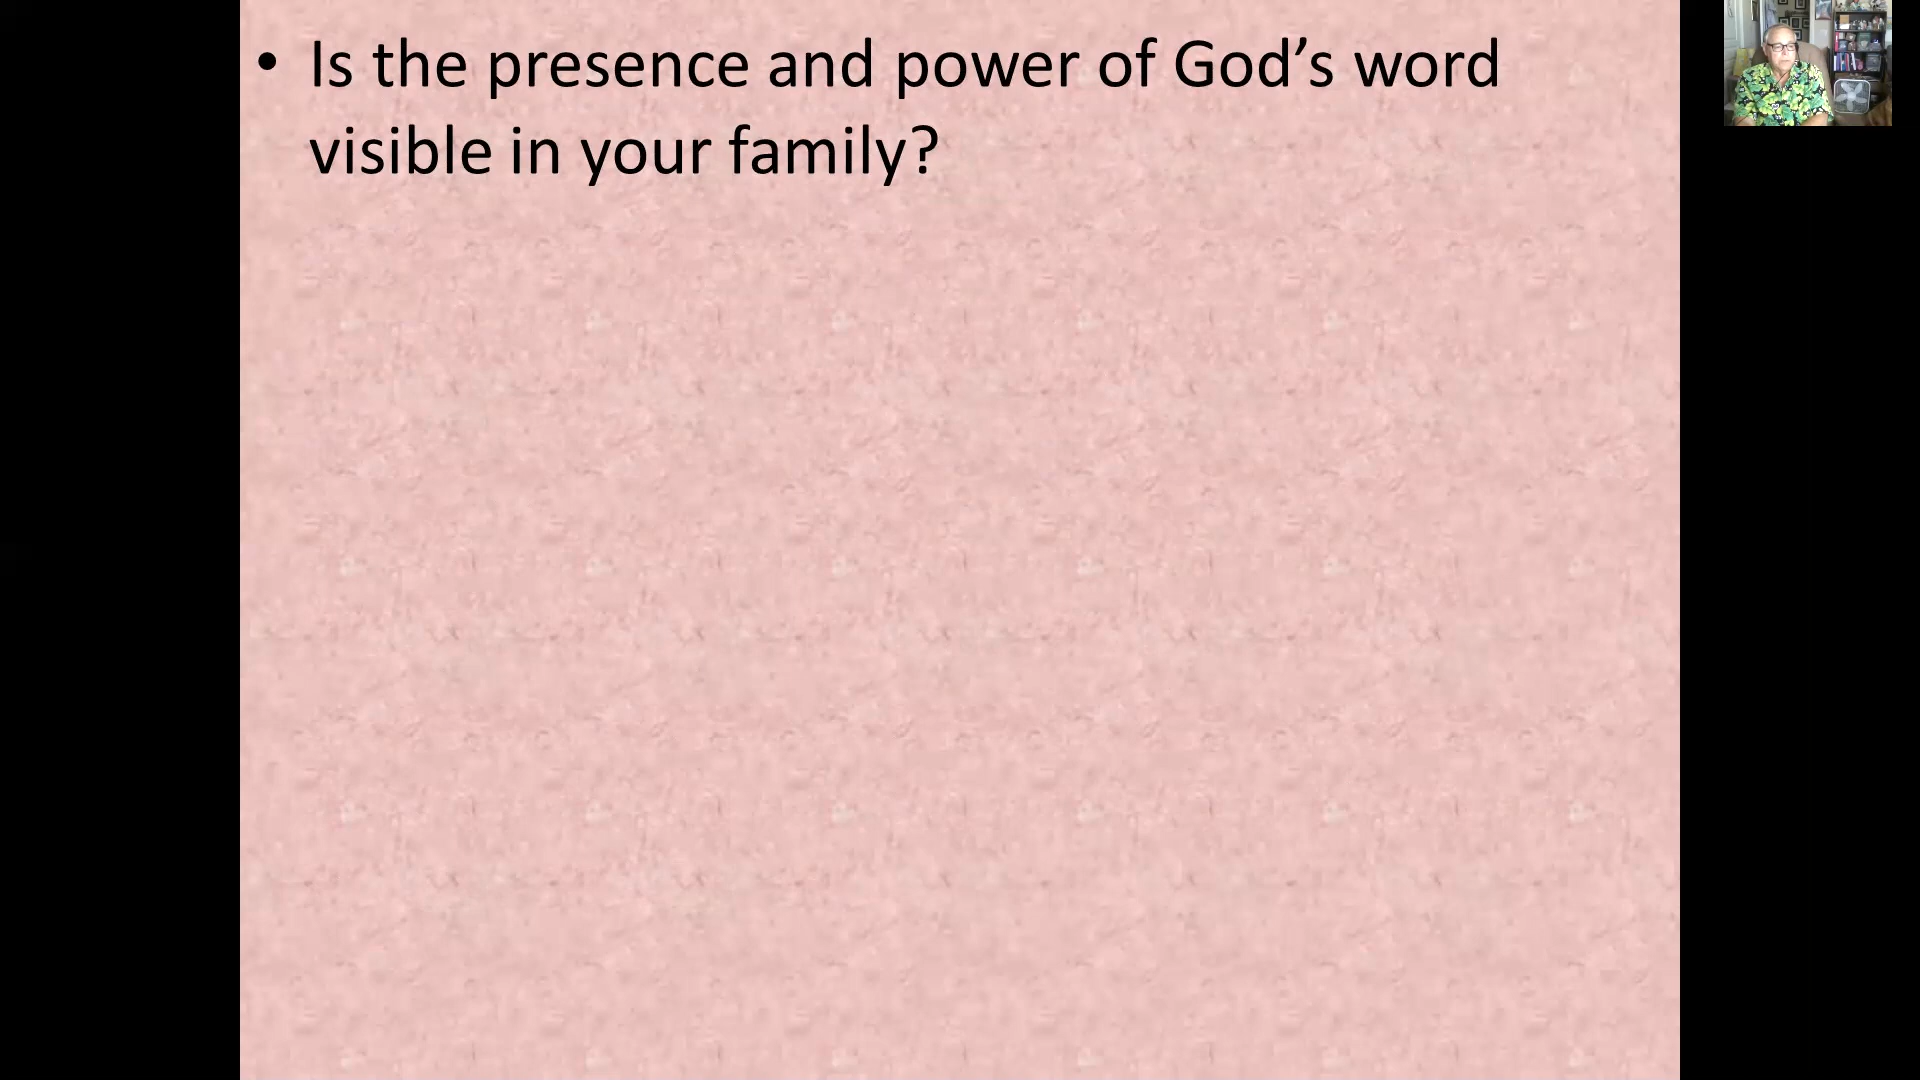 • Is the presence and power of God’s word
visible in your family?